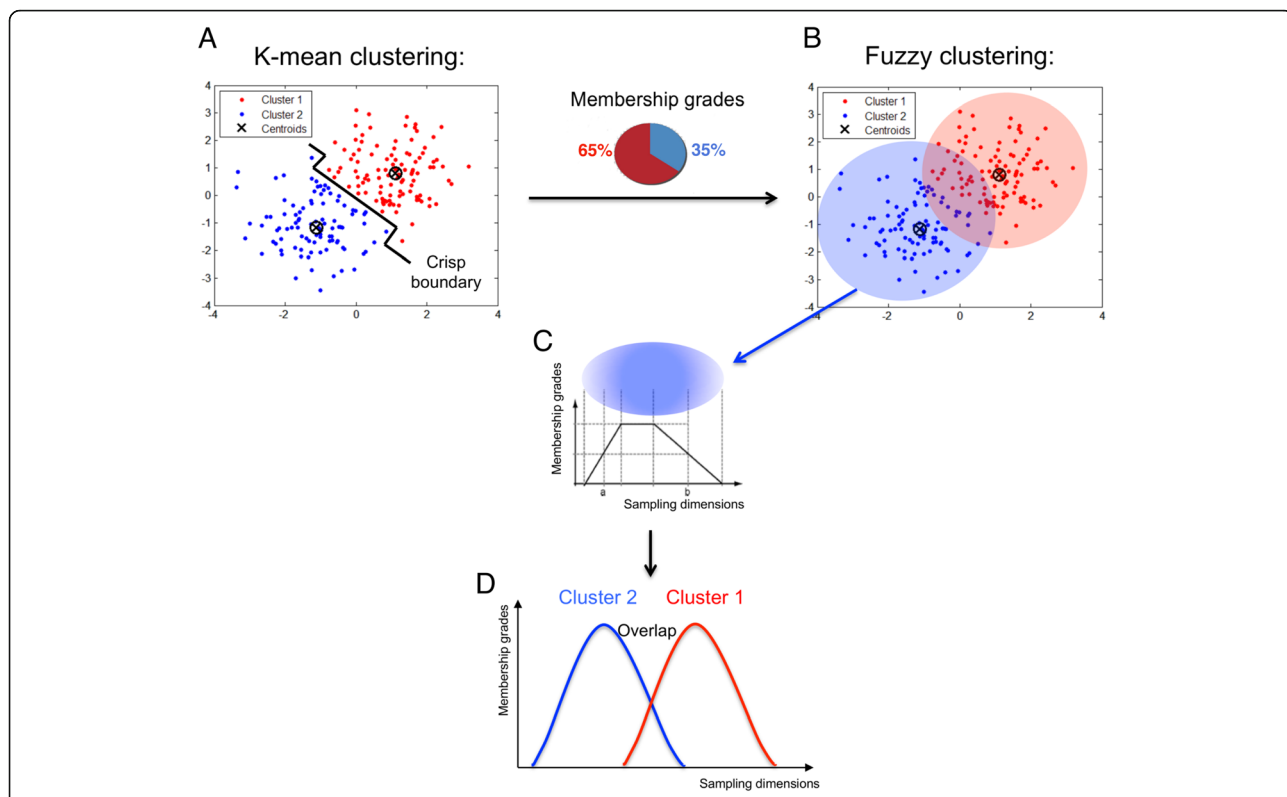 A
K-mean clustering:
4
3
2
1
0
-1
-2
-3
-4
-4
-2
0
2
4
Cluster 1
Cluster 2
Centroids
Crisp
boundary
Membership grades
65%
35%
B
Fuzzy clustering:
4
3
2
1
0
-1
-2
-3
-4
-4
-2
0
2
4
Cluster 1
Cluster 2
Centroids
C
Membership grades
a
b
Sampling dimensions
D
Cluster 2
Cluster 1
Overlap
Membership grades
Sampling dimensions